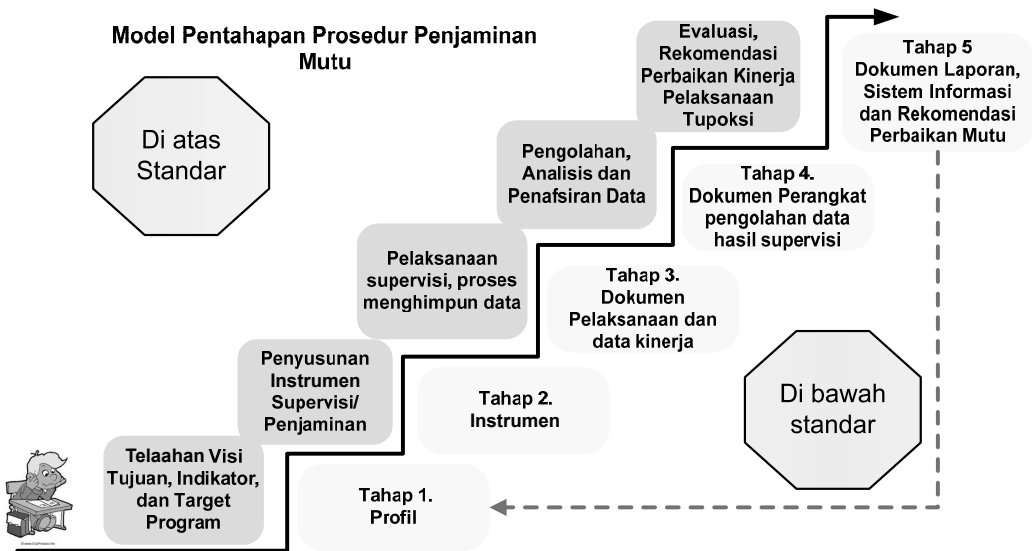 Model Pentahapan Prosedur Penjaminan
Mutu
Di atas
Standar
Evaluasi,
Rekomendasi
Perbaikan Kinerja
Pelaksanaan
Tupoksi
Tahap 5
Dokumen Laporan,
Sistem Informasi
dan Rekomendasi
Perbaikan Mutu
Pengolahan,
Analisis dan
Penafsiran Data
Tahap 4.
Dokumen Perangkat
pengolahan data
hasil supervisi
Pelaksanaan
supervisi, proses
menghimpun data
Tahap 3.
Dokumen
Pelaksanaan dan
data kinerja
Penyusunan
Instrumen
Supervisi/
Penjaminan
Tahap 2.
Instrumen
Di bawah
standar
Telaahan Visi
Tujuan, Indikator,
dan Target
Program
Tahap 1.
Profil